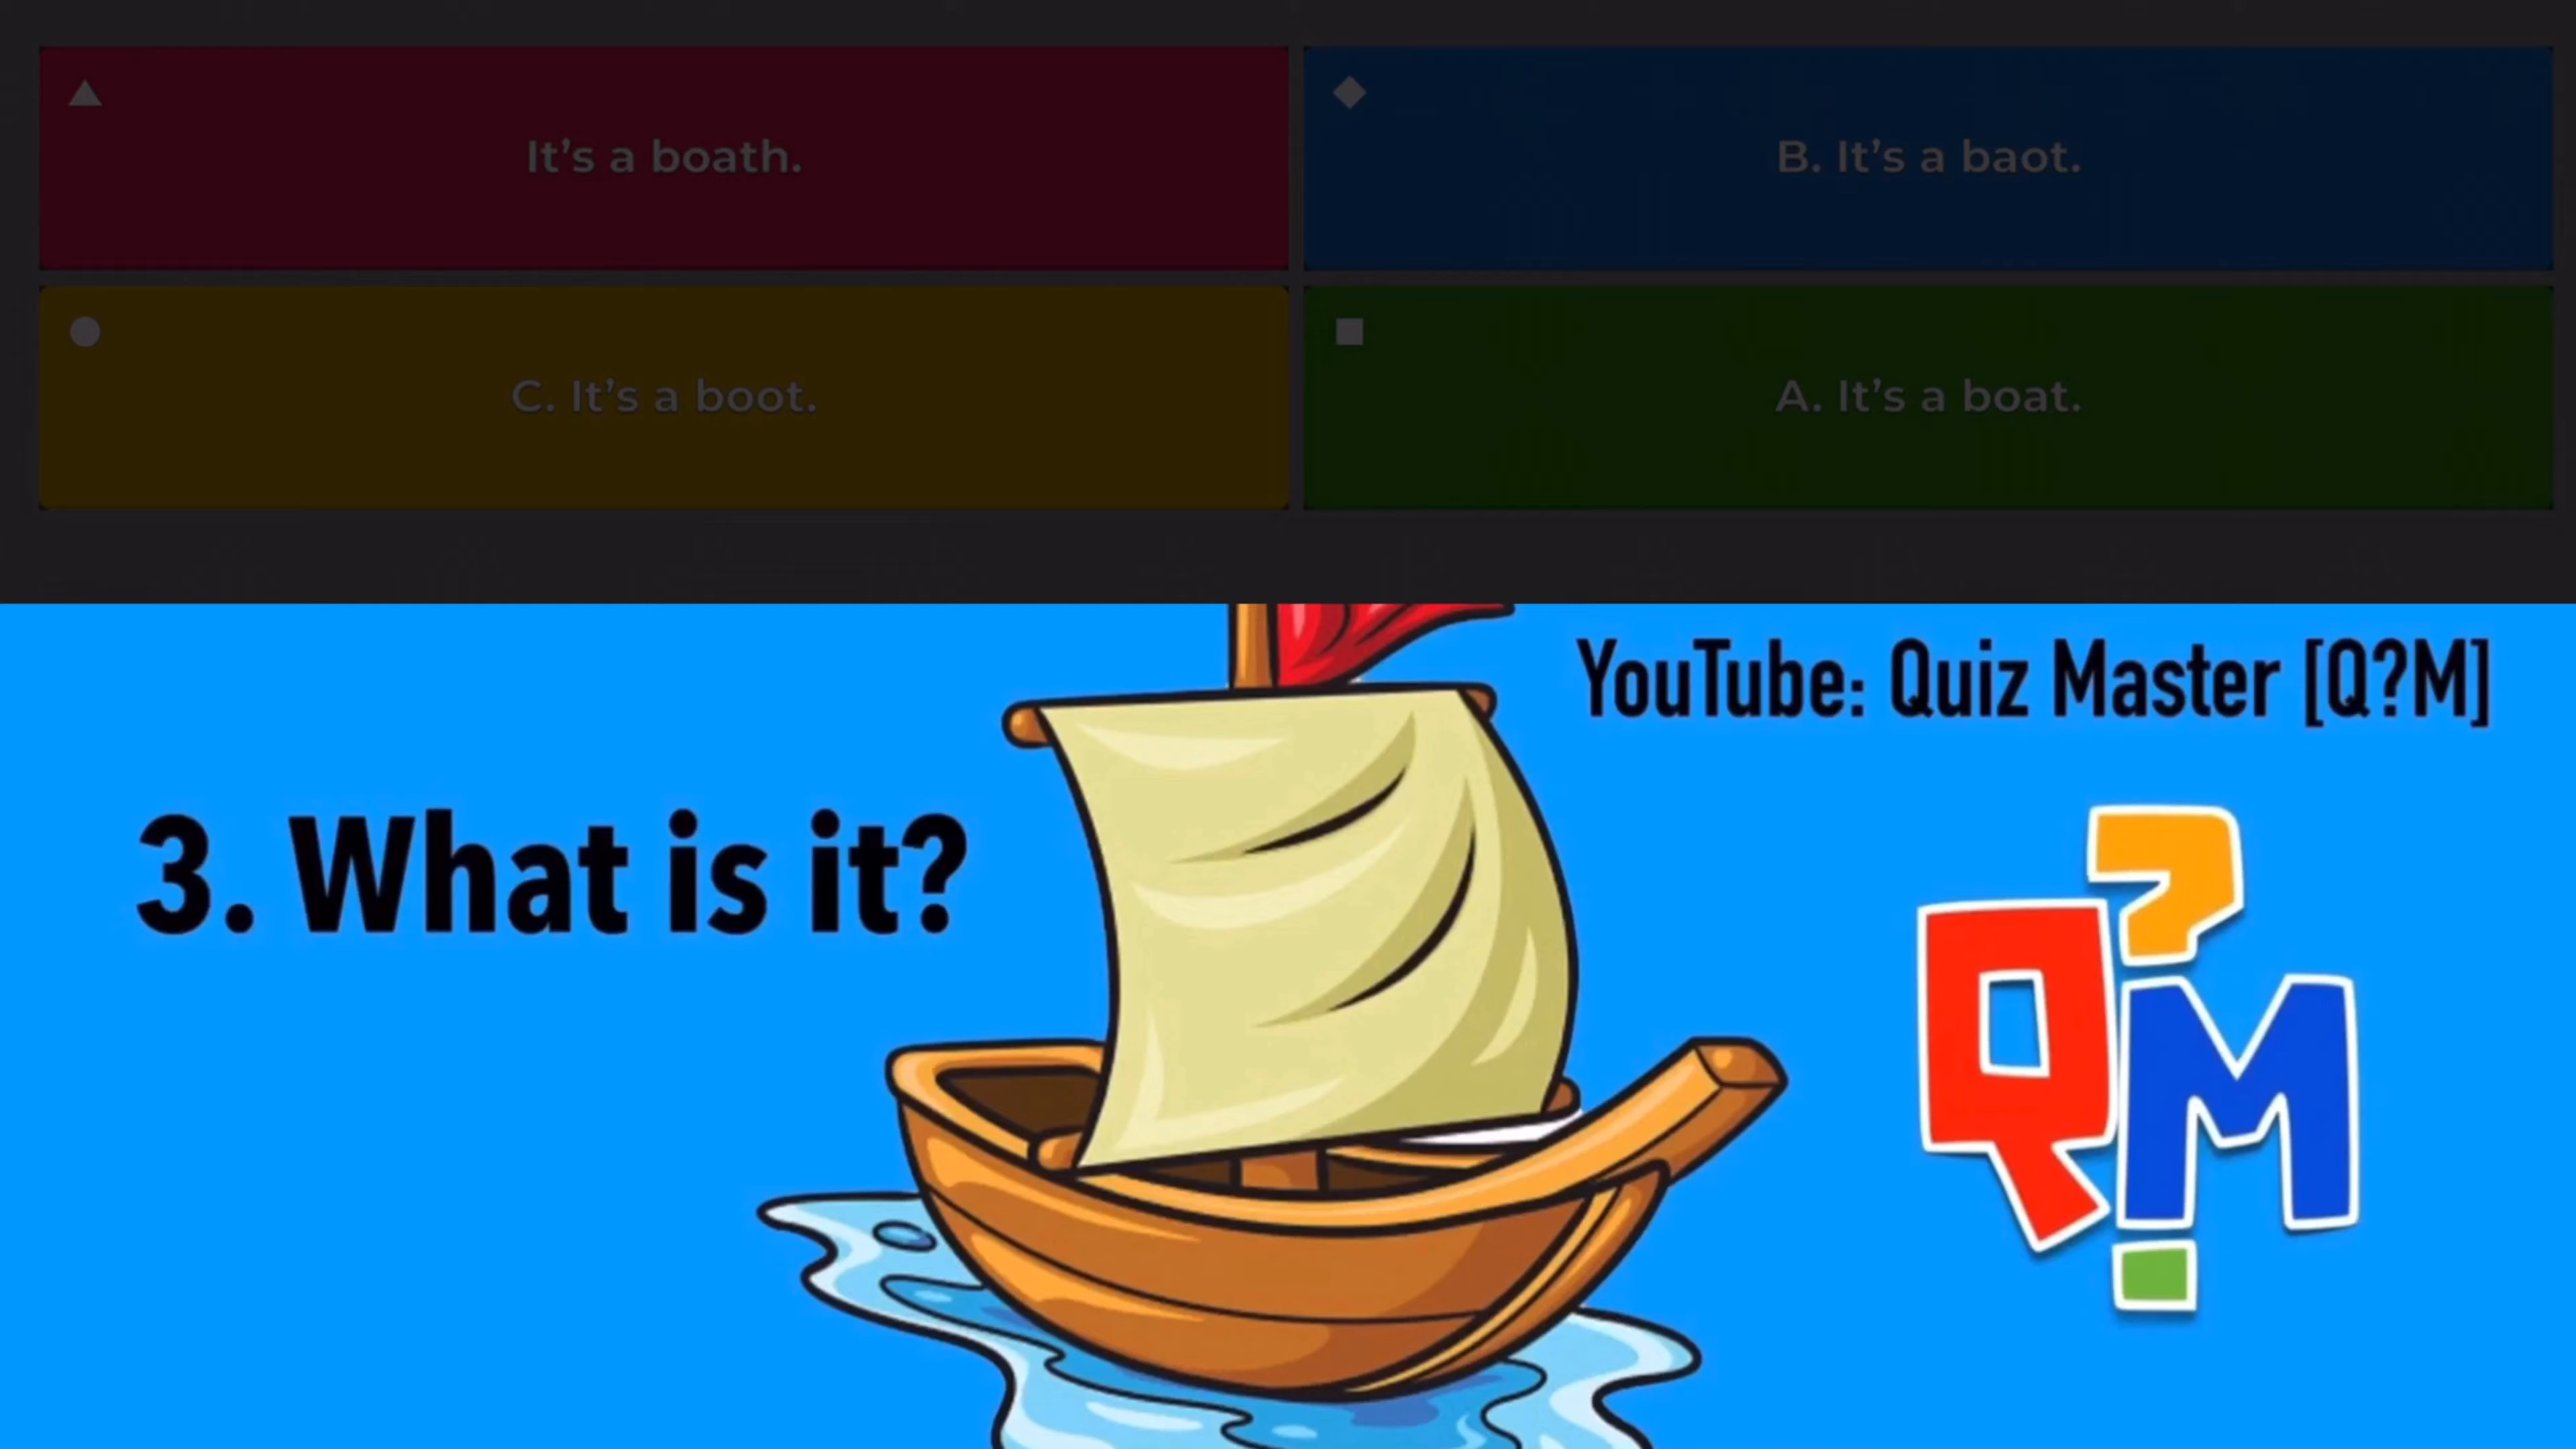 It's a boath.
B. It's a baot.
C. It's a boot.
A. It's a boat.
YouTube: Quiz Master [Q?M]
3. What is it?
Q?M